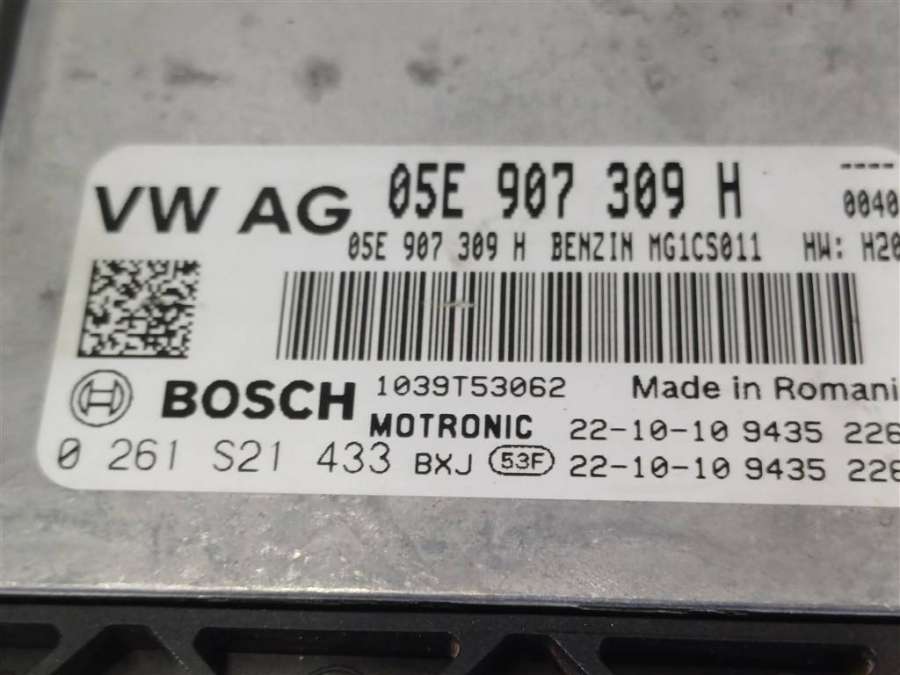 VW AG 05E 907 309 H ----
0040
05E 907 309 H BENZIN MG1CS011 HW: H20
BOSCH 1039T53062 Made in Romani
MOTRONIC 22-10-10 9435 226
0 261 S21 433 BXJ 53F 22-10-10 9435 226